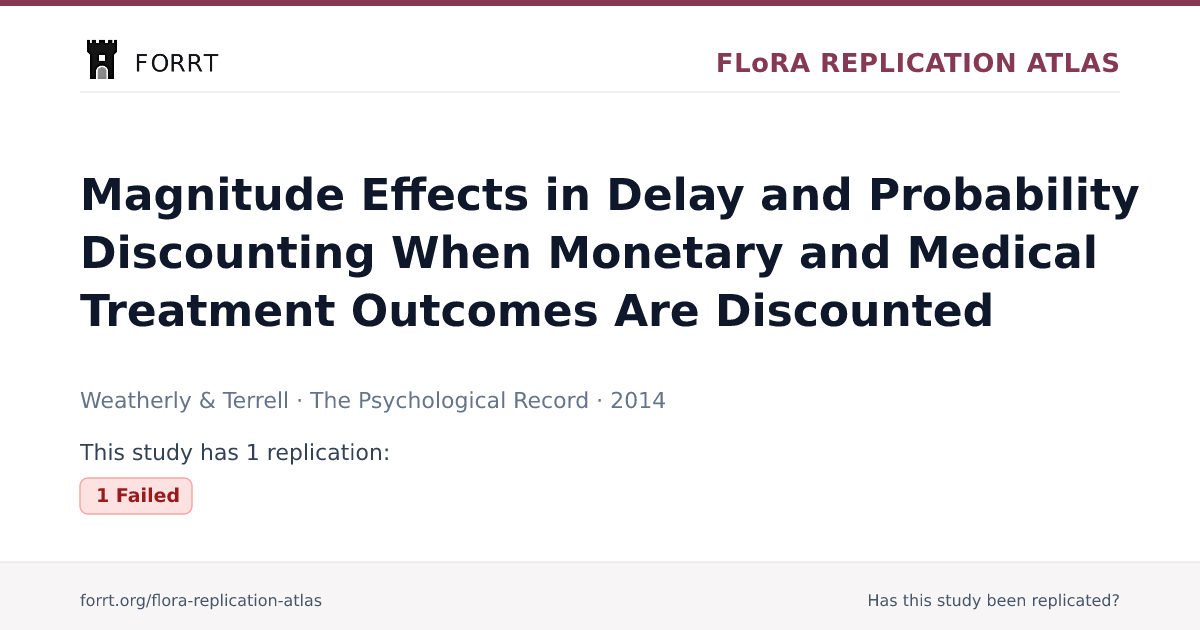 FORRT
FLoRA REPLICATION ATLAS
Magnitude Effects in Delay and Probability
Discounting When Monetary and Medical
Treatment Outcomes Are Discounted
Weatherly & Terrell · The Psychological Record · 2014
This study has 1 replication:
1 Failed
forrt.org/flora-replication-atlas
Has this study been replicated?